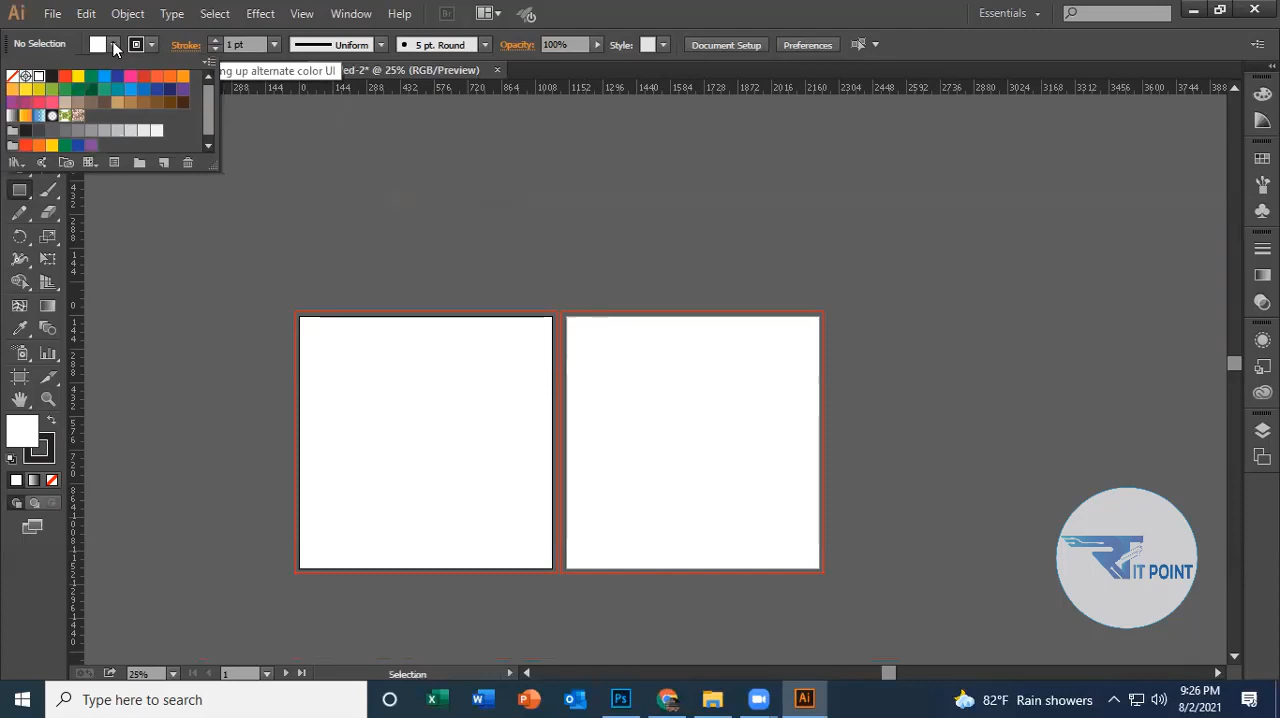 Ai File Edit Object Type Select Effect View Window Help Br Essentials
No Selection Stroke: 1 pt Uniform 5 pt. Round Opacity: 100% Style: Document Setup Preferences
ng up alternate color UI ed-2* @ 25% (RGB/Preview)
288 144 0 144 288 432 576 720 864 1008 1152 1296 1440 1584 1728 1872 2016 2160 2304 2448 2592 2736 2880 3024 3168 3312 3456 3600 3744 388
RIT POINT
25% 1 Selection
Type here to search 82°F Rain showers 9:26 PM
8/2/2021